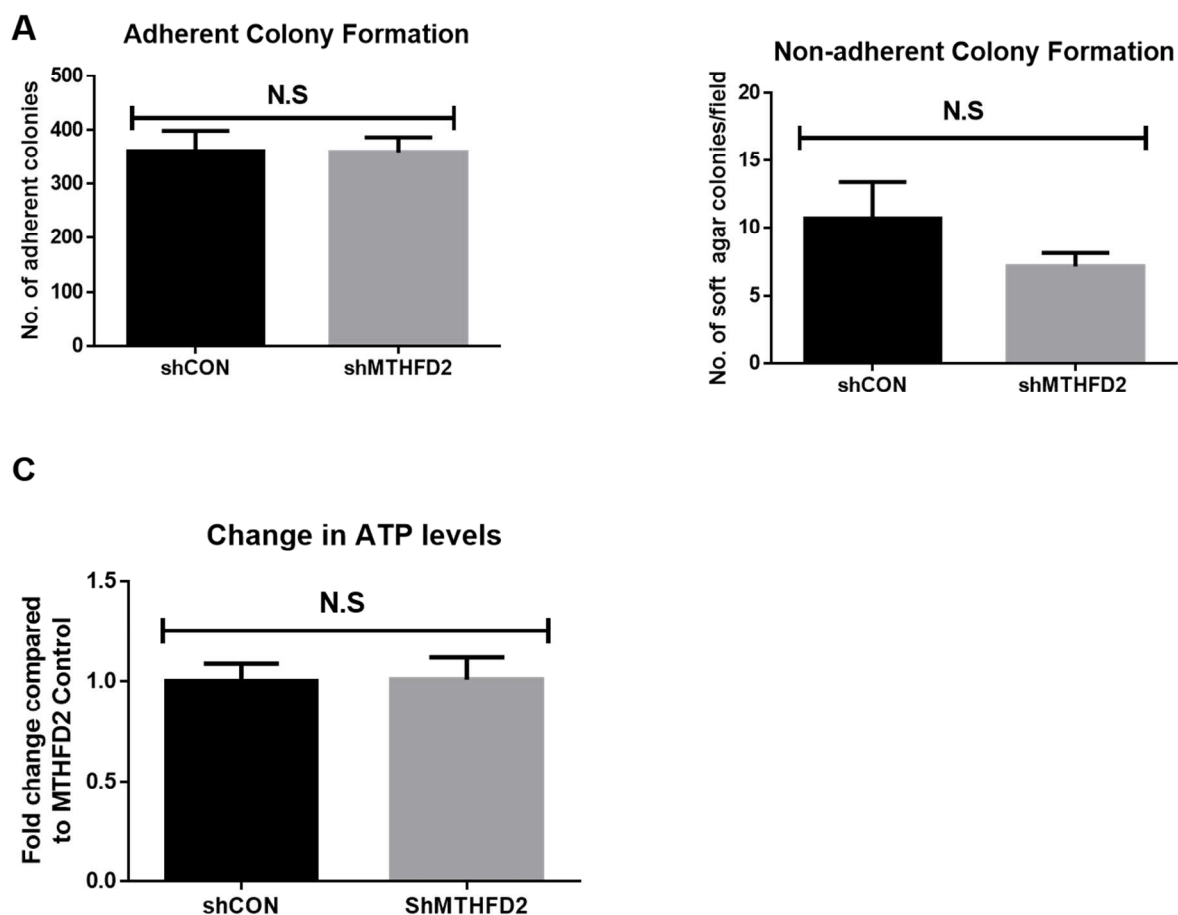 A
Adherent Colony Formation
No. of adherent colonies
500
400
300
200
100
0
N.S
shCON
shMTHFD2
Non-adherent Colony Formation
No. of soft agar colonies/field
20
15
10
5
0
N.S
shCON
shMTHFD2
C
Change in ATP levels
Fold change compared
to MTHFD2 Control
1.5
1.0
0.5
0.0
N.S
shCON
ShMTHFD2